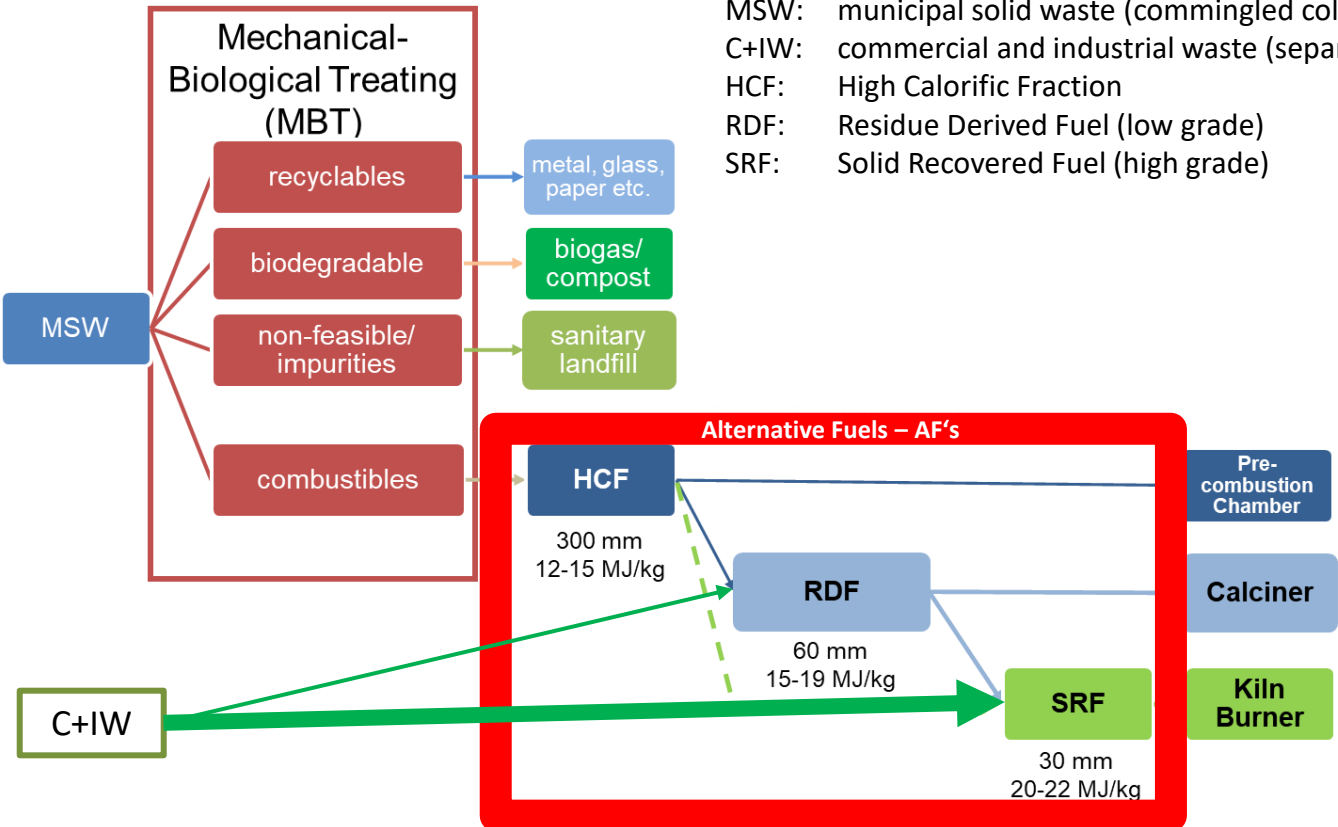 Mechanical-
Biological Treating
(MBT)
MSW: municipal solid waste (commingled
C+IW: commercial and industrial waste
HCF: High Calorific Fraction
RDF: Residue Derived Fuel (low grade)
SRF: Solid Recovered Fuel (high grade)
recyclables
metal, glass,
paper etc.
biodegradable
biogas/
compost
MSW
non-feasible/
impurities
sanitary
landfill
Alternative Fuels – AF‘s
combustibles
HCF
300 mm
12-15 MJ/kg
Pre-
combustion
Chamber
RDF
60 mm
15-19 MJ/kg
Calciner
C+IW
SRF
30 mm
20-22 MJ/kg
Kiln
Burner